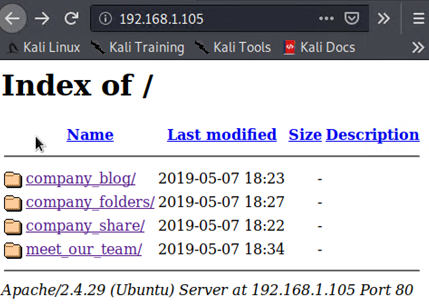 192.168.1.105
Kali Linux Kali Training Kali Tools Kali Docs
Index of /
Name Last modified Size Description
company_blog/ 2019-05-07 18:23 -
company_folders/ 2019-05-07 18:27 -
company_share/ 2019-05-07 18:22 -
meet_our_team/ 2019-05-07 18:34 -
Apache/2.4.29 (Ubuntu) Server at 192.168.1.105 Port 80